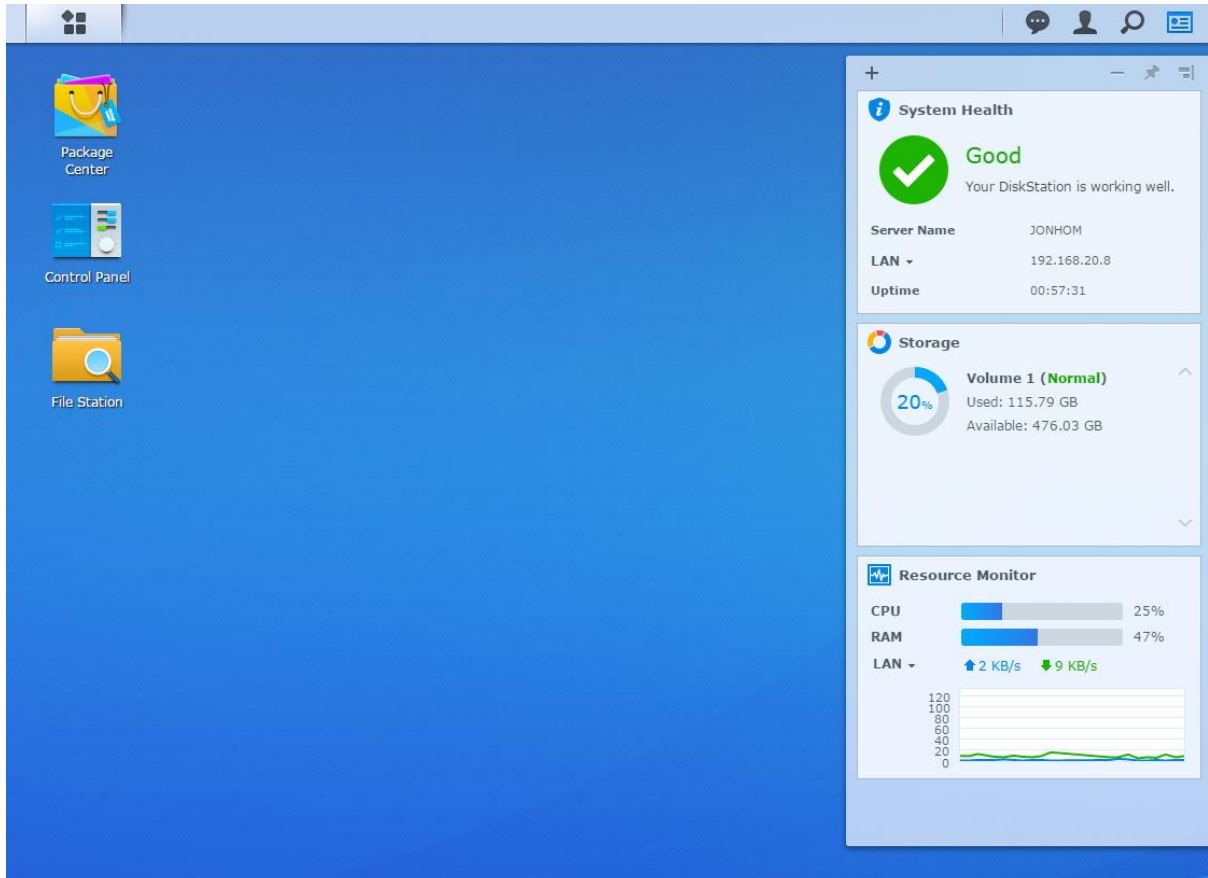 Package
Center
Control Panel
File Station
System Health
Good
Your DiskStation is working well.
Server Name JONHOM
LAN 192.168.20.8
Uptime 00:57:31
Storage
20%
Volume 1 (Normal)
Used: 115.79 GB
Available: 476.03 GB
Resource Monitor
CPU 25%
RAM 47%
LAN 2 KB/s 9 KB/s
120
100
80
60
40
20
0